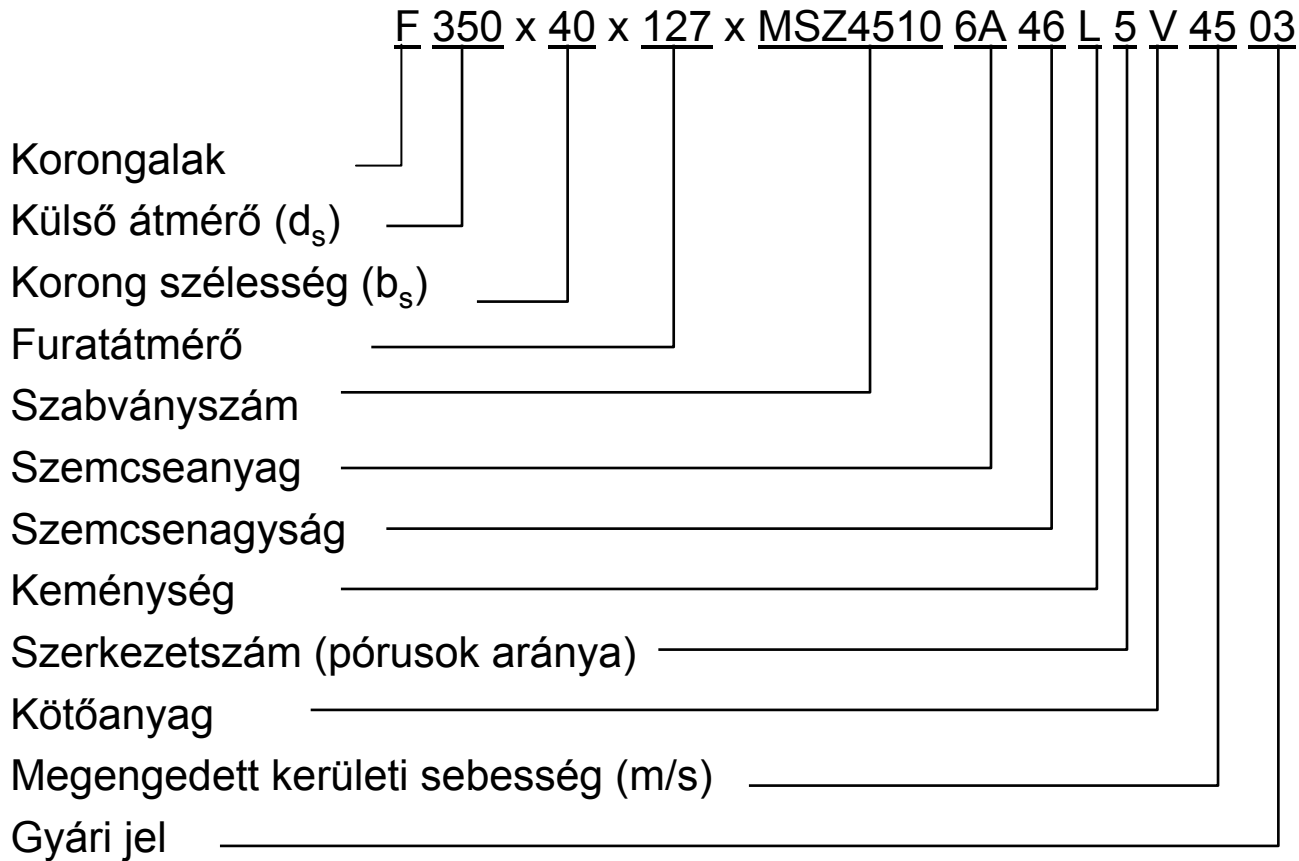 F 350 x 40 x 127 x MSZ4510 6A 46 L 5 V 45 03
Korongalak
Külső átmérő (ds)
Korong szélesség (bs)
Furatátmérő
Szabványszám
Szemcseanyag
Szemcsenagyság
Keménység
Szerkezetszám (pórusok aránya)
Kötőanyag
Megengedett kerületi sebesség (m/s)
Gyári jel